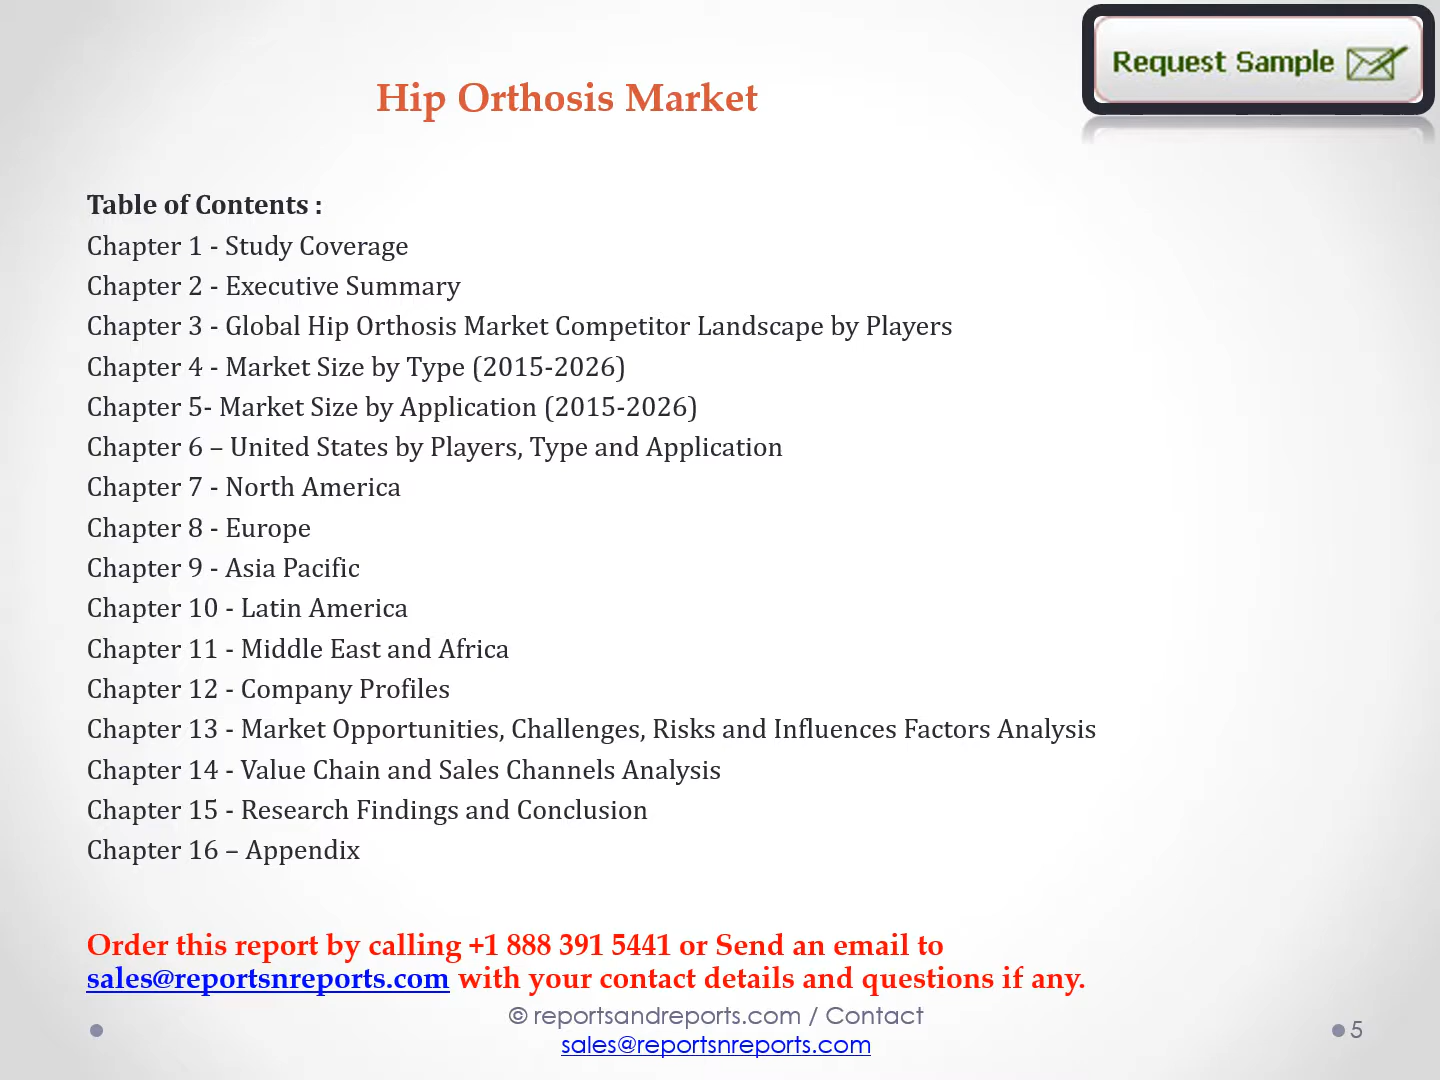 Request Sample
Hip Orthosis Market
Table of Contents :
Chapter 1 - Study Coverage
Chapter 2 - Executive Summary
Chapter 3 - Global Hip Orthosis Market Competitor Landscape by Players
Chapter 4 - Market Size by Type (2015-2026)
Chapter 5- Market Size by Application (2015-2026)
Chapter 6 – United States by Players, Type and Application
Chapter 7 - North America
Chapter 8 - Europe
Chapter 9 - Asia Pacific
Chapter 10 - Latin America
Chapter 11 - Middle East and Africa
Chapter 12 - Company Profiles
Chapter 13 - Market Opportunities, Challenges, Risks and Influences Factors Analysis
Chapter 14 - Value Chain and Sales Channels Analysis
Chapter 15 - Research Findings and Conclusion
Chapter 16 – Appendix
Order this report by calling +1 888 391 5441 or Send an email to
sales@reportsnreports.com with your contact details and questions if any.
© reportsandreports.com / Contact
sales@reportsnreports.com
5